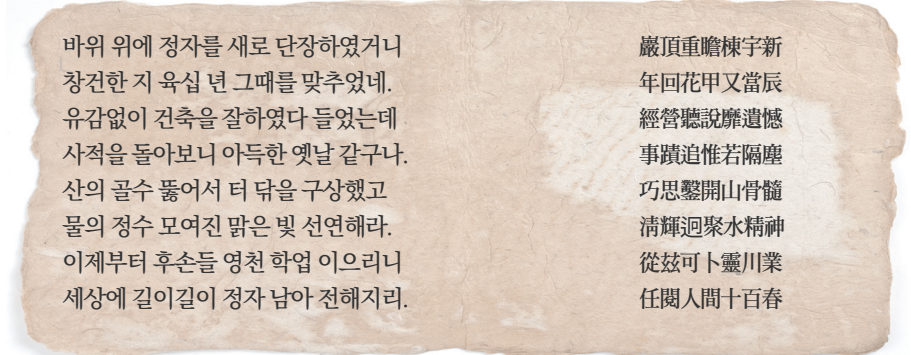 바위 위에 정자를 새로 단장하였거니
창건한 지 육십 년 그때를 맞추었네.
유감없이 건축을 잘하였다 들었는데
사적을 돌아보니 아득한 옛날 같구나.
산의 골수 뚫어서 터 닦을 구상했고
물의 정수 모여진 맑은 빛 선연해라.
이제부터 후손들 영천 학업 이으리니
세상에 길이길이 정자 남아 전해지리.
巖頂重瞻棟宇新
年回花甲又當辰
經營聽說靡遺憾
事蹟追惟若隔塵
巧思鑿開山骨髓
淸輝迥聚水精神
從玆可卜靈川業
任閱人間十百春